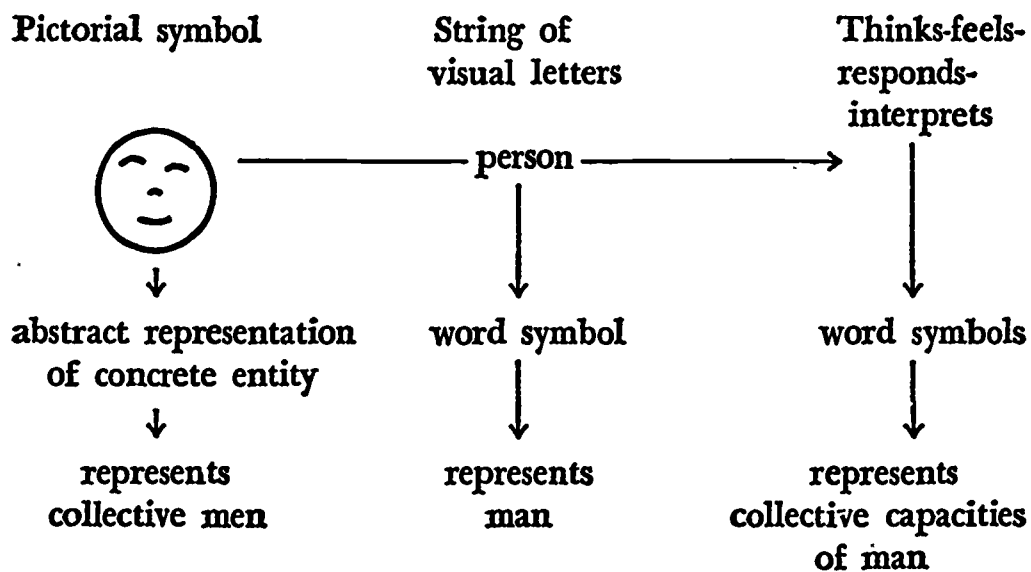 Pictorial symbol
String of
visual letters
Thinks-feels-
responds-
interprets
person
abstract representation
of concrete entity
word symbol
word symbols
represents
collective men
represents
man
represents
collective capacities
of man